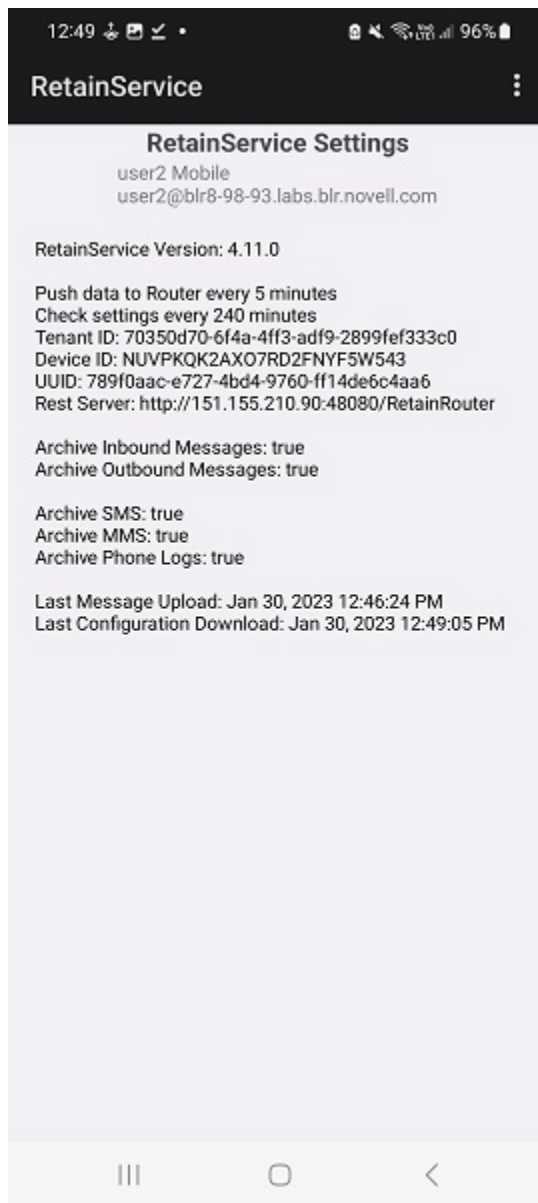 12:49
96%
RetainService
RetainService Settings
user2 Mobile
user2@blr8-98-93.labs.blr.novell.com
RetainService Version: 4.11.0
Push data to Router every 5 minutes
Check settings every 240 minutes
Tenant ID: 70350d70-6f4a-4ff3-adf9-2899fef333c0
Device ID: NUVPKQK2AXO7RD2FNYF5W543
UUID: 789f0aac-e727-4bd4-9760-ff14de6c4aa6
Rest Server: http://151.155.210.90:48080/RetainRouter
Archive Inbound Messages: true
Archive Outbound Messages: true
Archive SMS: true
Archive MMS: true
Archive Phone Logs: true
Last Message Upload: Jan 30, 2023 12:46:24 PM
Last Configuration Download: Jan 30, 2023 12:49:05 PM